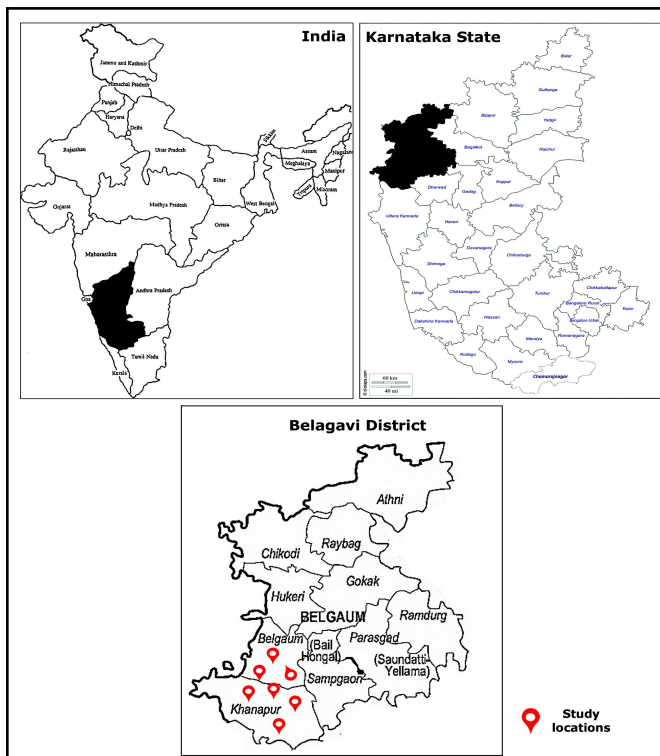 India
Jammu and Kashmir
Himachal Pradesh
Punjab
Haryana
Delhi
Rajasthan
Uttar Pradesh
Sikkim
Assam
Nagaland
Meghalaya
Manipur
Tripura
Mizoram
Bihar
West Bengal
Gujarat
Madhya Pradesh
Orissa
Maharasthra
Goa
Andhra Pradesh
Tamil Nadu
Kerala
Karnataka State
Bidar
Gulbarga
Bijapur
Yadgir
Bagalkot
Raichur
Dharwad
Gadag
Koppal
Uttara Kannada
Haveri
Bellary
Davanagere
Shimoga
Chitradurga
Udupi
Chikkamagalur
Tumkur
Chikkaballapur
Bangalore Rural
Kolar
Bangalore Urban
Dakshina Kannada
Hassan
Ramanagara
Mandya
Kodagu
Mysore
Chamarajnagar
60 km
40 mi
© d-maps.com
Belagavi District
Athni
Raybag
Chikodi
Gokak
Hukeri
BELGAUM
Ramdurg
Belgaum
(Bail
Hongal)
Parasgad
(Saundatti-
Yellama)
Sampgaon
Khanapur
Study
locations